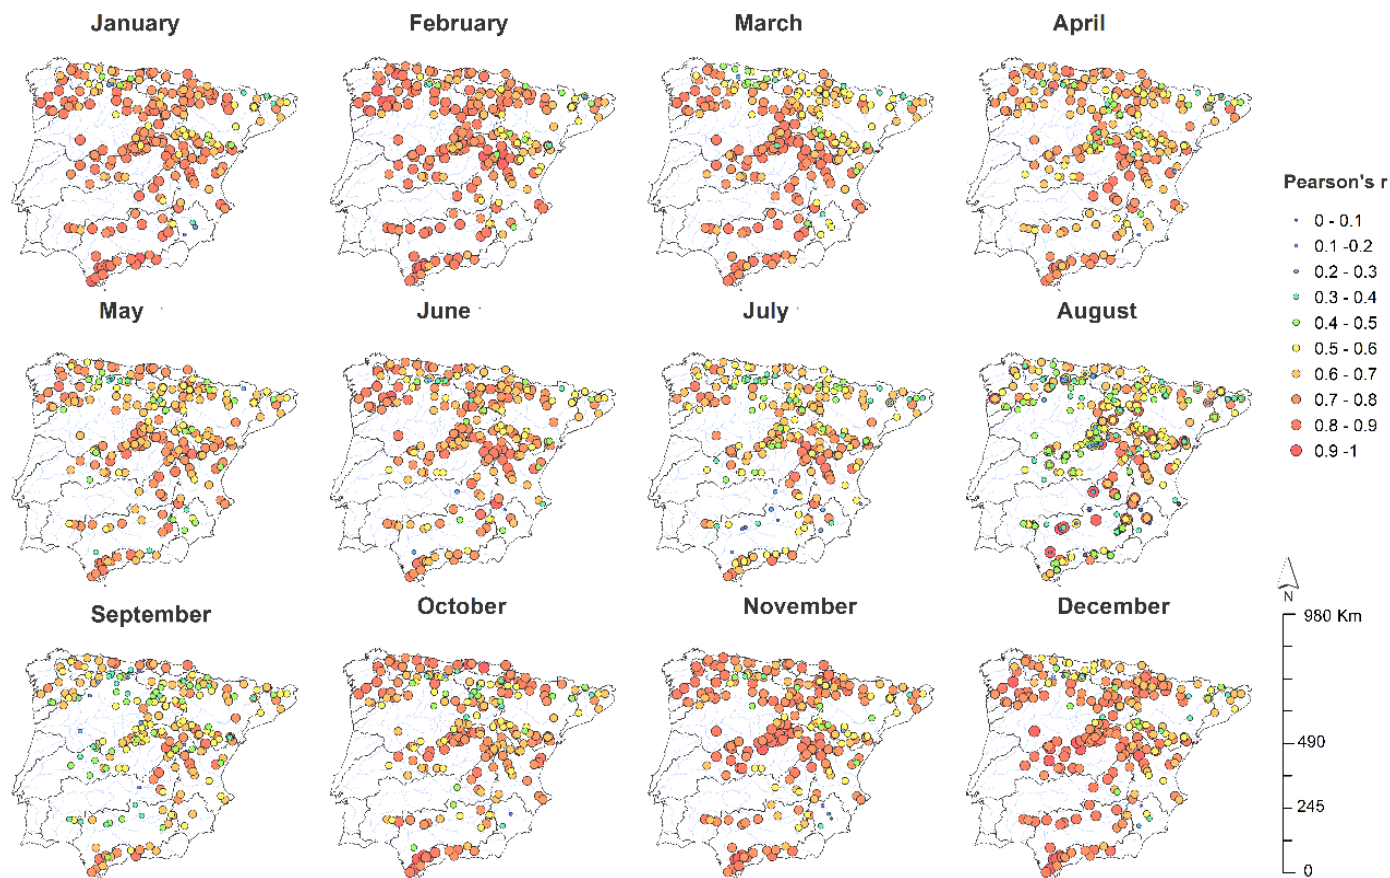 January
February
March
April
Pearson's r
0 - 0.1
0.1 -0.2
0.2 - 0.3
0.3 - 0.4
0.4 - 0.5
0.5 - 0.6
0.6 - 0.7
0.7 - 0.8
0.8 - 0.9
0.9 -1
May
June
July
August
N
980 Km
490
245
0
September
October
November
December